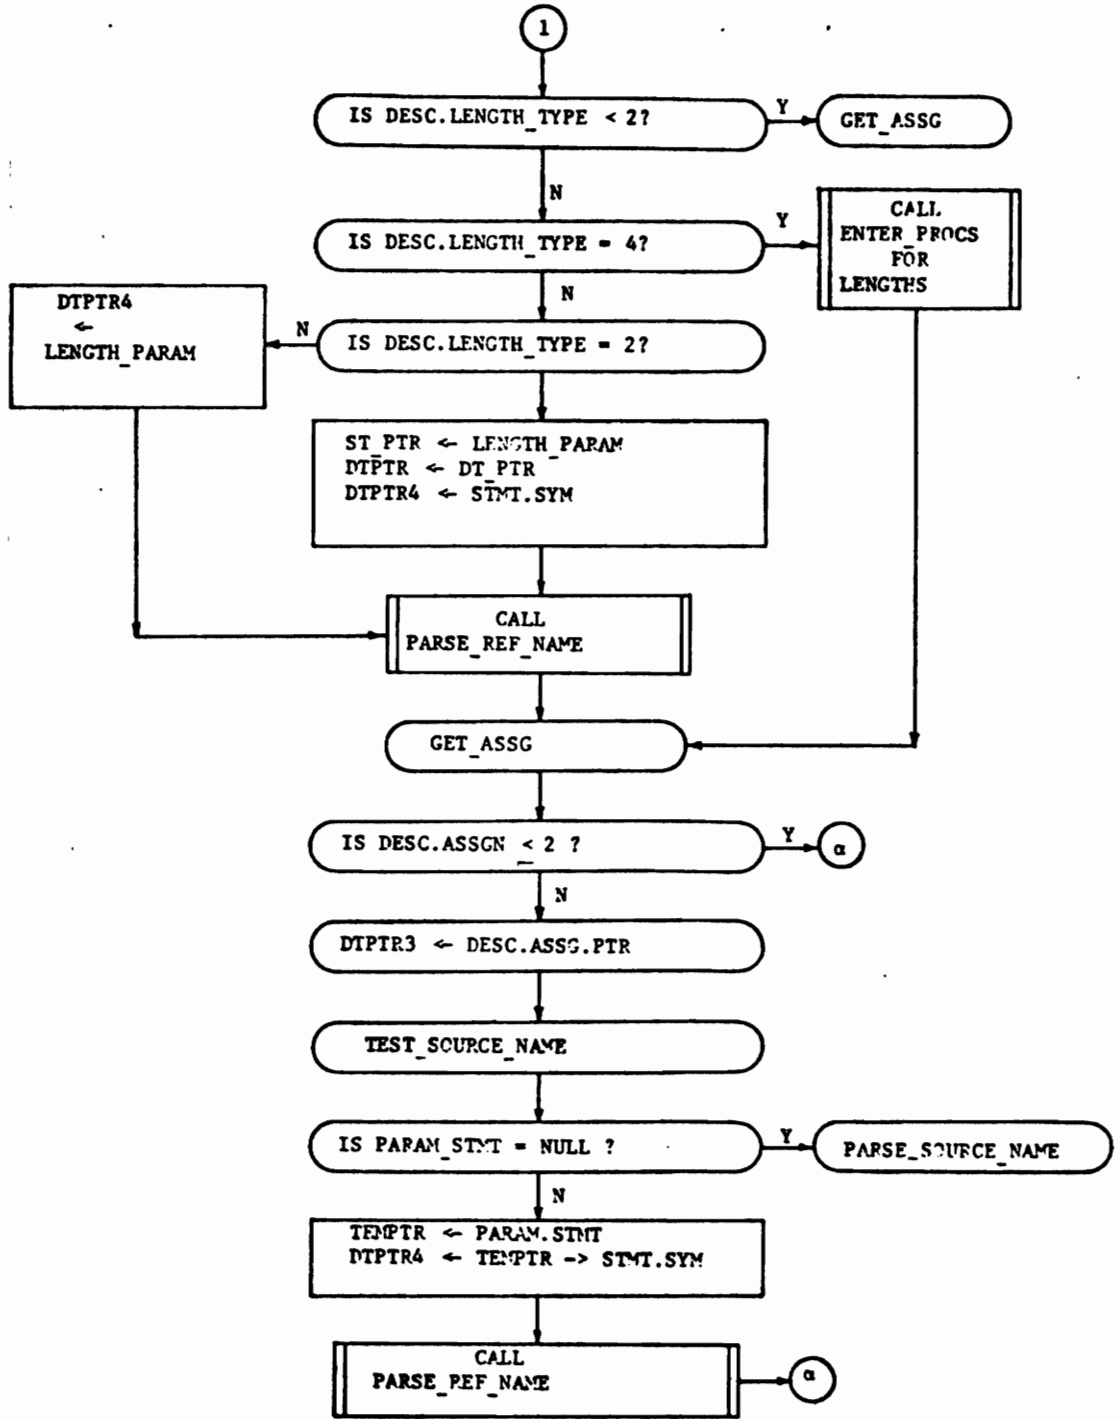 1
IS DESC.LENGTH_TYPE < 2?
Y
GET_ASSG
N
IS DESC.LENGTH_TYPE = 4?
Y
CALL
ENTER_PROCS
FOR
LENGTHS
N
DTPTR4
←
LENGTH_PARAM
N
IS DESC.LENGTH_TYPE = 2?
ST_PTR ← LENGTH_PARAM
DTPTR ← DT_PTR
DTPTR4 ← STMT.SYM
CALL
PARSE_REF_NAME
GET_ASSG
IS DESC.ASSGN ≤ 2 ?
Y
α
N
DTPTR3 ← DESC.ASSG.PTR
TEST_SOURCE_NAME
IS PARAM_STMT = NULL ?
Y
PARSE_SOURCE_NAME
N
TEMPTR ← PARAM.STMT
DTPTR4 ← TEMPTR -> STMT.SYM
CALL
PARSE_REF_NAME
α